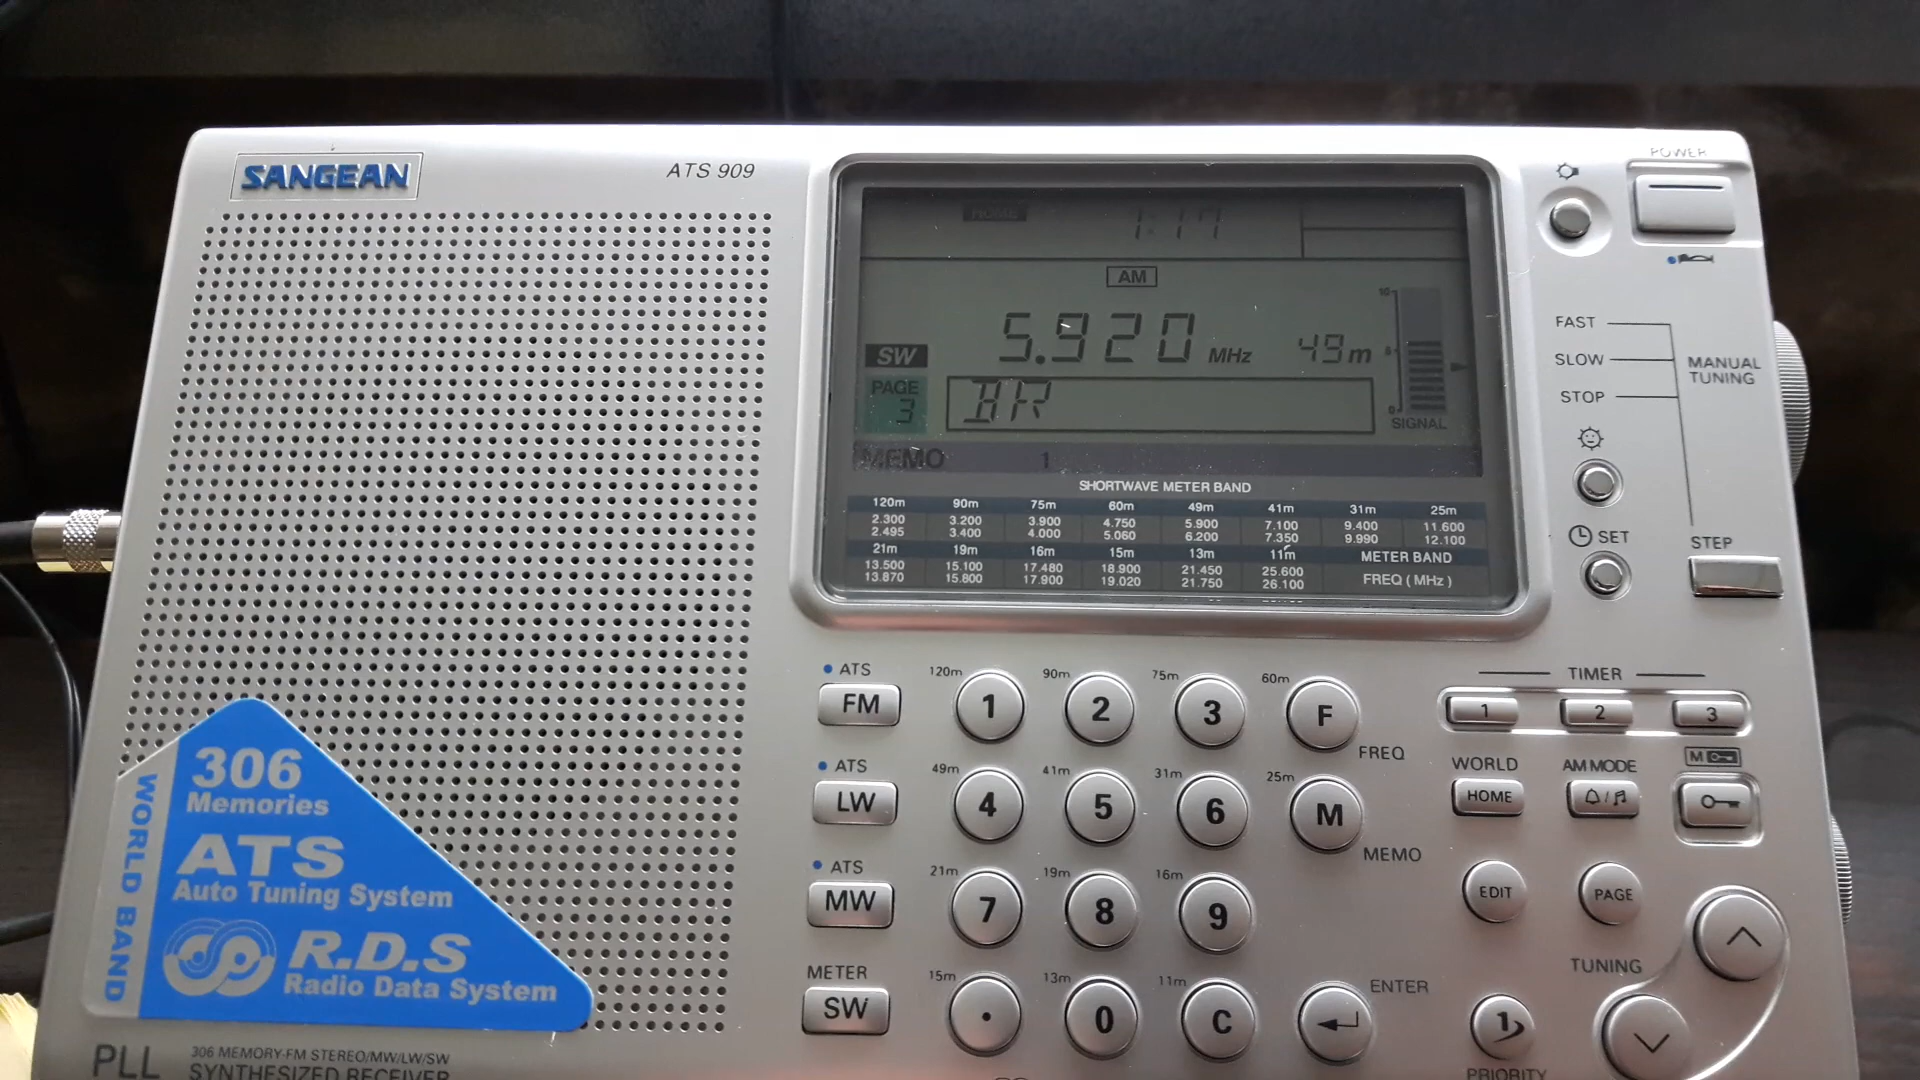 SANGEAN
ATS 909
POWER
HOME
1:17
AM
5.920 MHz 49m
SW
PAGE
3
BR
10
5
0
SIGNAL
MEMO 1
SHORTWAVE METER BAND
120m 90m 75m 60m 49m 41m 31m 25m
2.300 3.200 3.900 4.750 5.900 7.100 9.400 11.600
2.495 3.400 4.000 5.060 6.200 7.350 9.990 12.100
21m 19m 16m 15m 13m 11m METER BAND
13.500 15.100 17.480 18.900 21.450 25.600 FREQ ( MHz )
13.870 15.800 17.900 19.020 21.750 26.100
FAST
SLOW
STOP
MANUAL
TUNING
SET
STEP
ATS
FM
120m 1
90m 2
75m 3
60m F
FREQ
TIMER
1 2 3
ATS
LW
49m 4
41m 5
31m 6
25m M
MEMO
WORLD
HOME
AM MODE
M
ATS
MW
21m 7
19m 8
16m 9
EDIT
PAGE
METER
SW
15m .
13m 0
11m C
ENTER
TUNING
PRIORITY
WORLD BAND
306
Memories
ATS
Auto Tuning System
R.D.S
Radio Data System
PLL
306 MEMORY-FM STEREO/MW/LW/SW
SYNTHESIZED RECEIVER